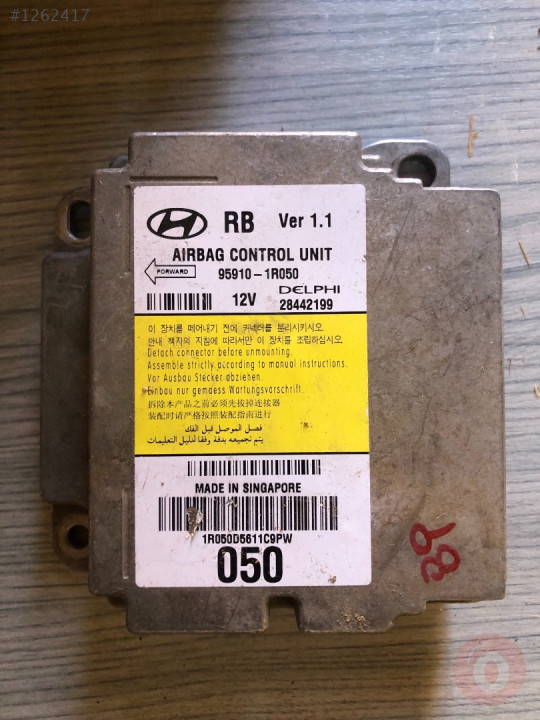 #1262417
RB Ver 1.1
AIRBAG CONTROL UNIT
FORWARD
95910-1R050
12V
DELPHI
28442199
이 장치를 떼어내기 전에 커넥터를 분리시키시오.
안내 책자의 지침에 따라서만 이 장치를 조립하십시오.
Detach connector before unmounting.
Assemble strictly according to manual instructions.
Vor Ausbau Stecker abziehen.
Einbau nur gemaess Wartungsvorschrift.
拆除本产品之前必须先拔掉连接器
装配时请严格按照装配指南进行
فصل الموصل قبل الفك
يتم تجميعه بدقة وفقا لدليل التعليمات
MADE IN SINGAPORE
1R050D5611C9PW
050
B9